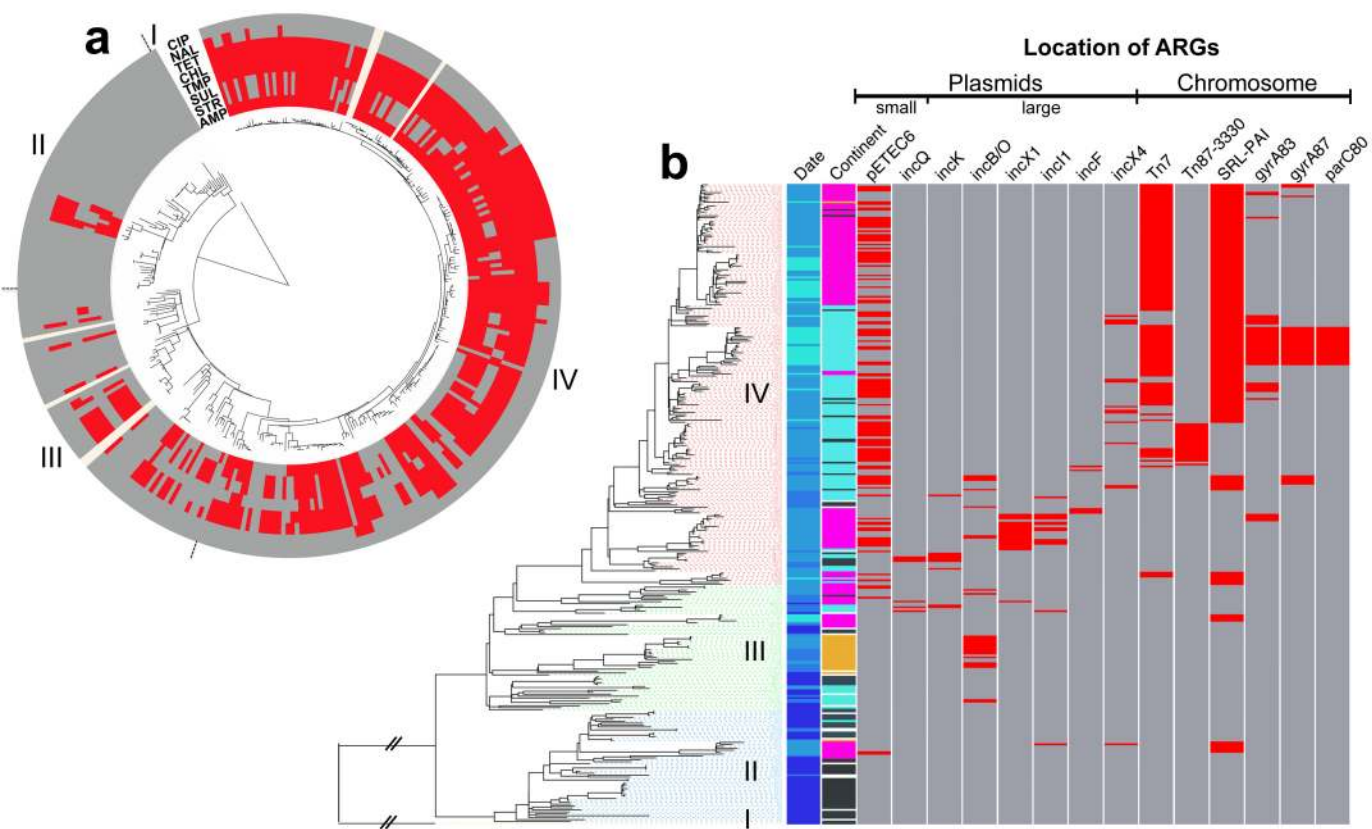 a
I
CIP
NAL
TET
CHL
TMP
SUL
STR
AMP
II
III
IV
b
Location of ARGs
Plasmids
Chromosome
small
large
Date
Continent
pETEC6
incQ
incK
incB/O
incX1
incI1
incF
incX4
Tn7
Tn87-3330
SRL-PAI
gyrA83
gyrA87
parC80
IV
III
II
I